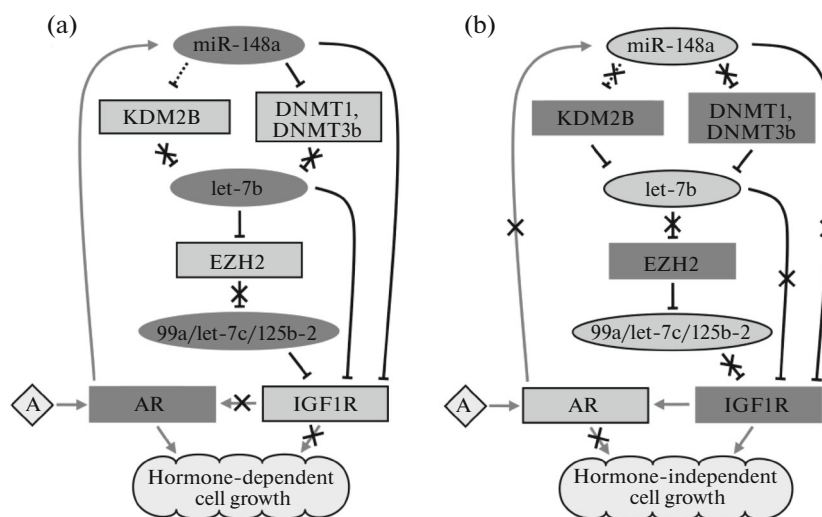 (a)
miR-148a
KDM2B
DNMT1,
DNMT3b
let-7b
EZH2
99a/let-7c/125b-2
A
AR
IGF1R
Hormone-dependent
cell growth
(b)
miR-148a
KDM2B
DNMT1,
DNMT3b
let-7b
EZH2
99a/let-7c/125b-2
A
AR
IGF1R
Hormone-independent
cell growth